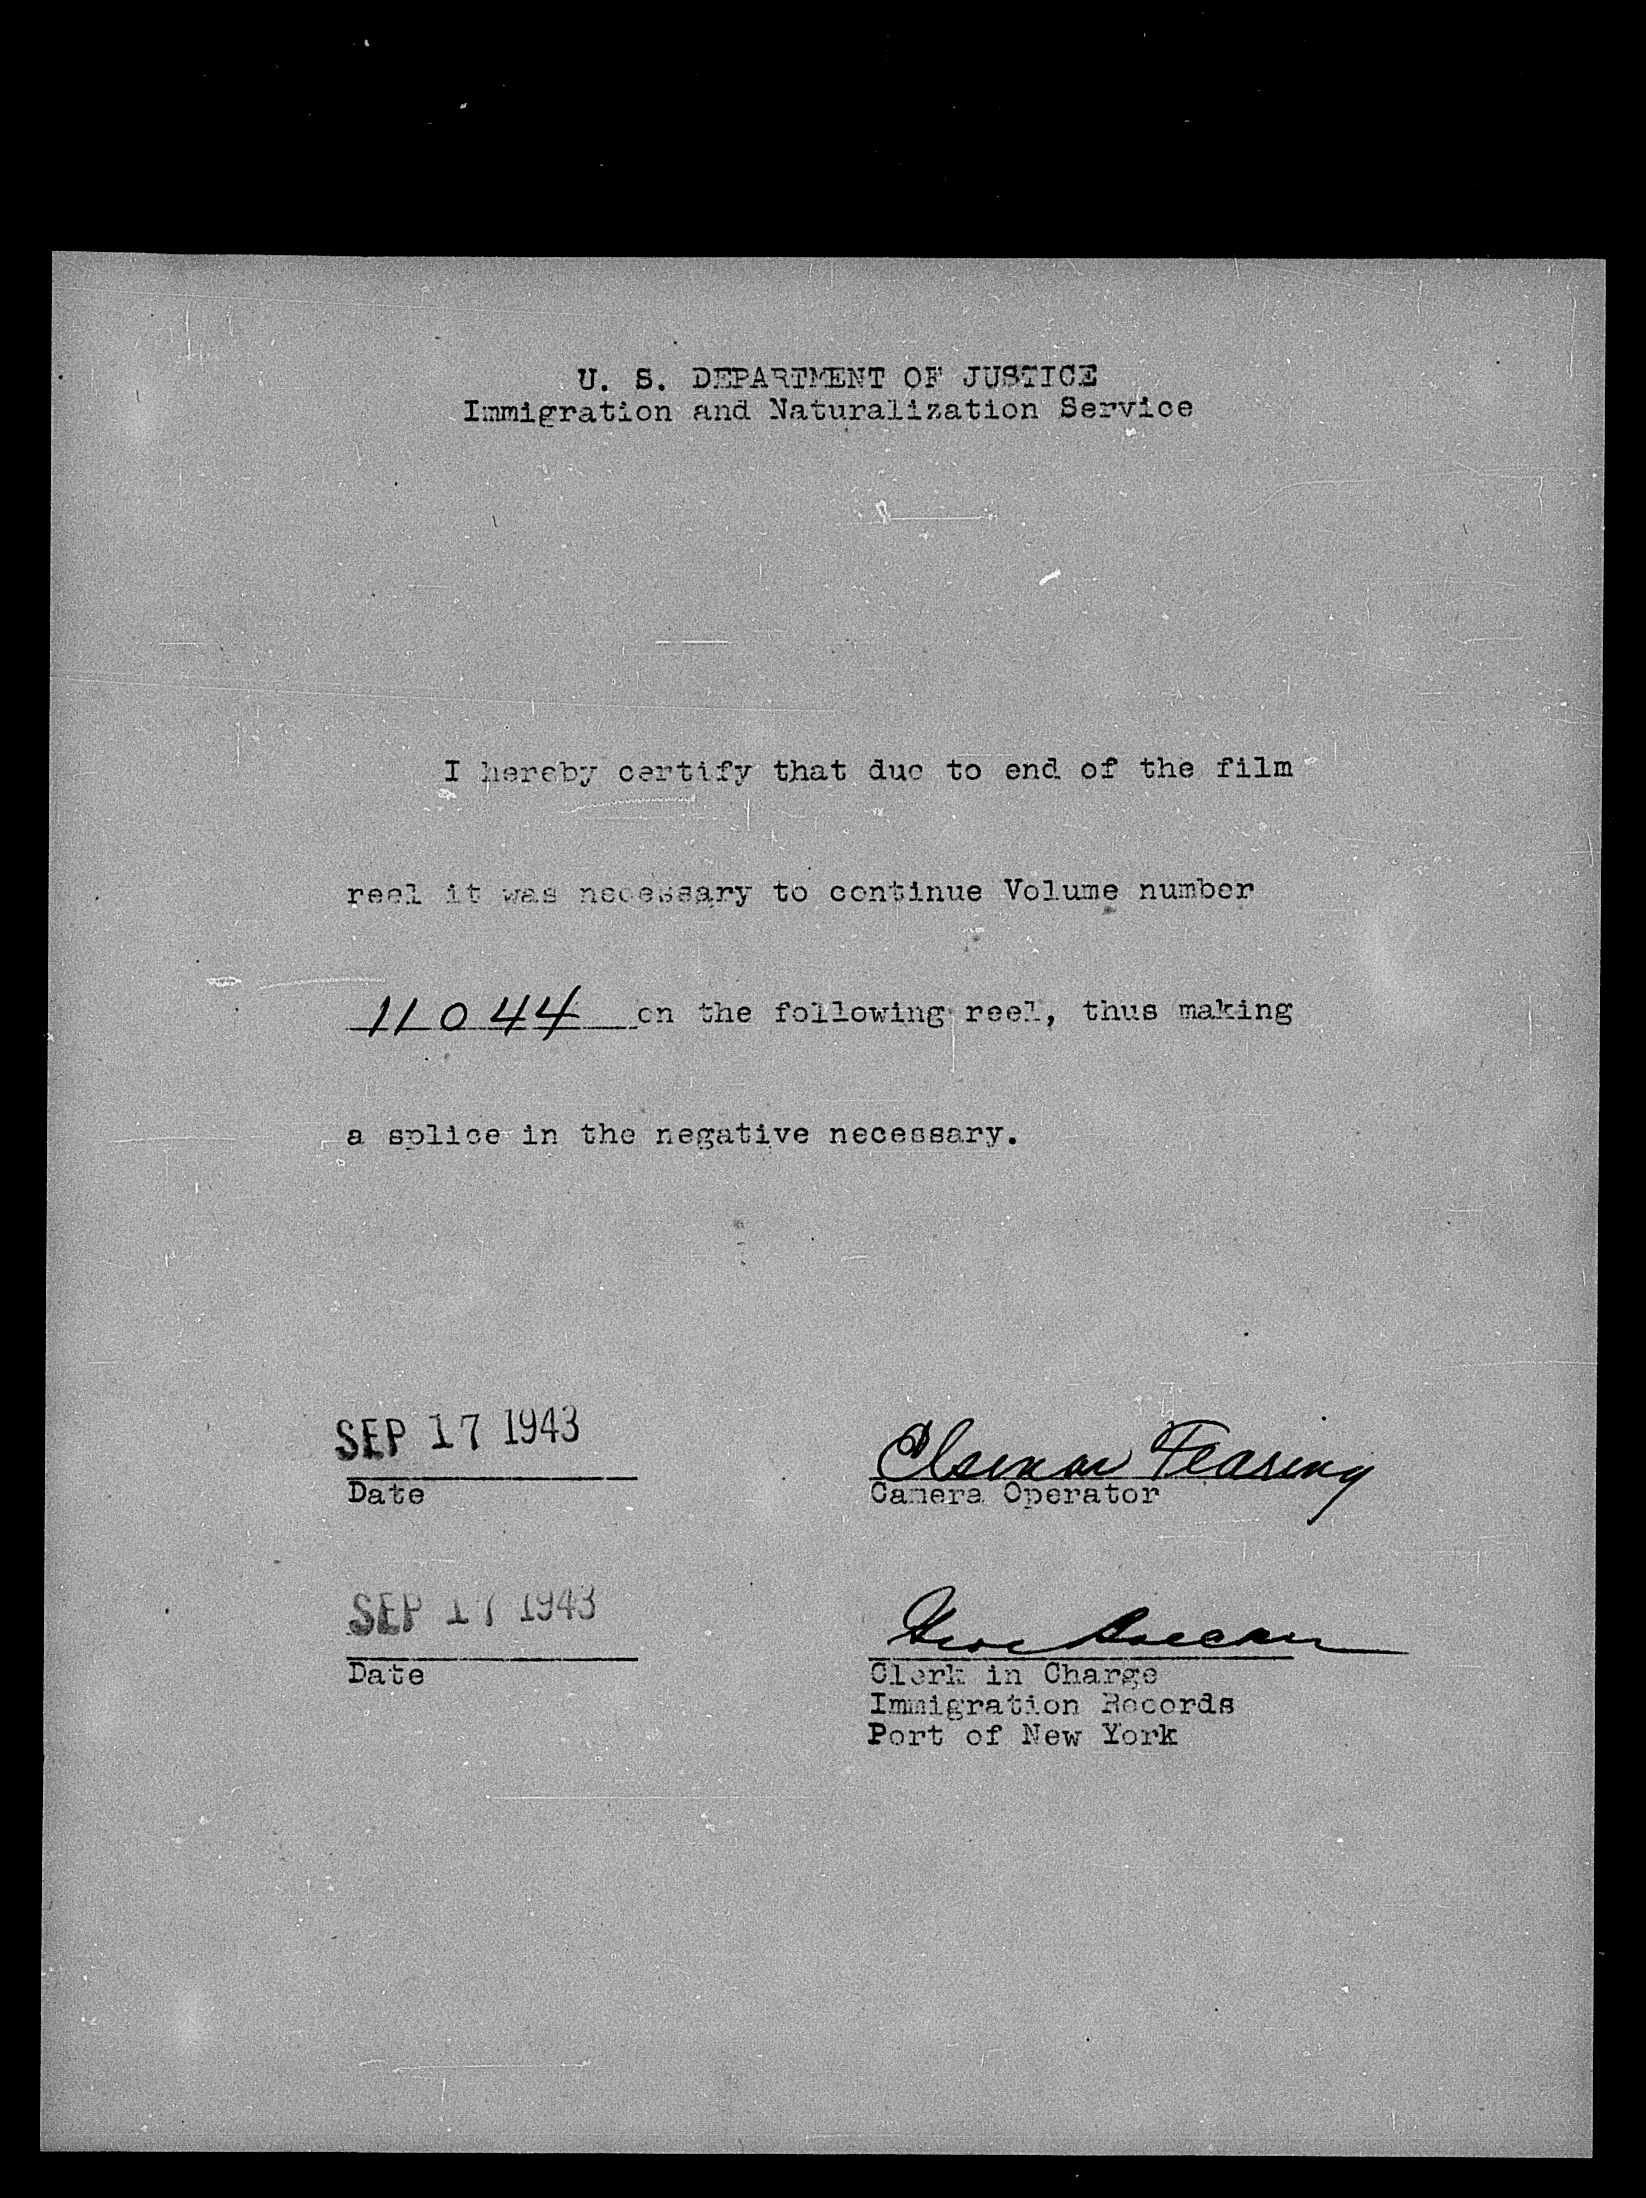 U. S. DEPARTMENT OF JUSTICE
Immigration and Naturalization Service
I hereby certify that due to end of the film
reel it was necessary to continue Volume number
11044 on the following reel, thus making
a splice in the negative necessary.
SEP 17 1943
Date
Fearing
Camera Operator
SEP 17 1943
Date
Clerk in Charge
Immigration Records
Port of New York